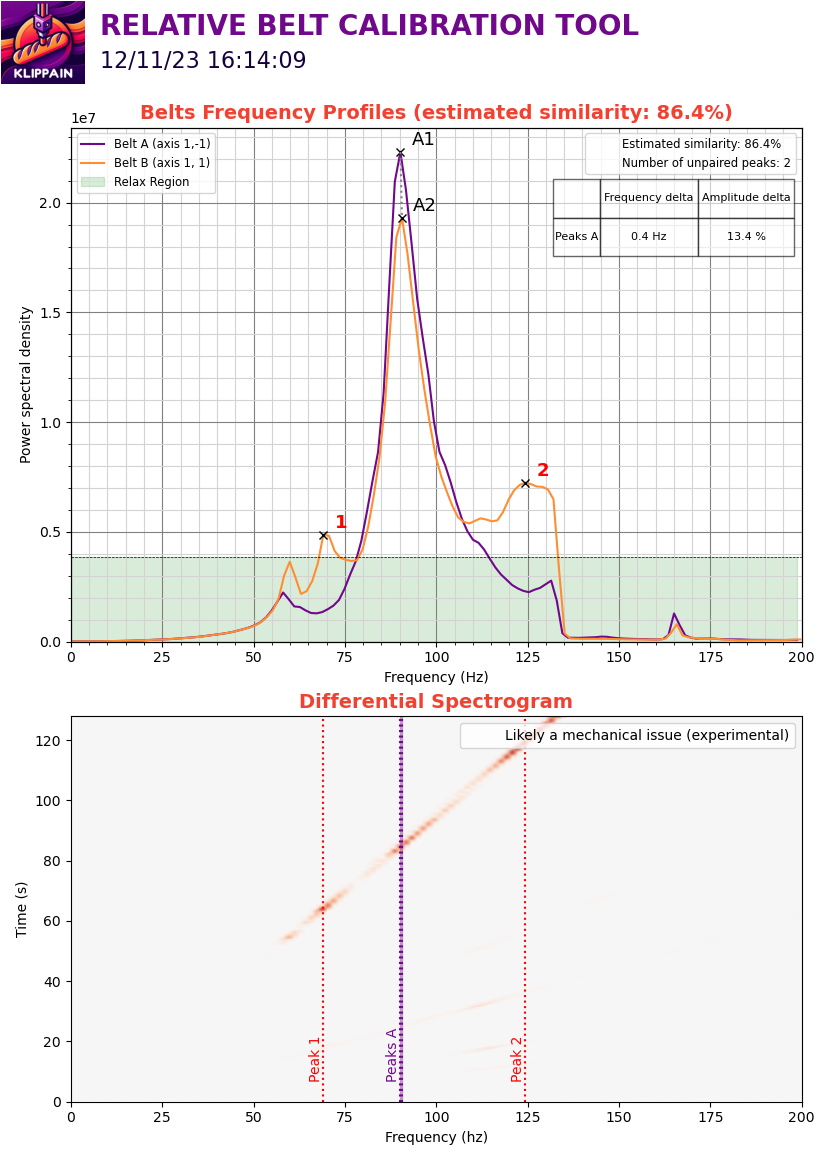 KLIPPAIN
RELATIVE BELT CALIBRATION TOOL
12/11/23 16:14:09
Belts Frequency Profiles (estimated similarity: 86.4%)
1e7
Belt A (axis 1,-1)
Belt B (axis 1, 1)
Relax Region
Estimated similarity: 86.4%
Number of unpaired peaks: 2
Frequency delta Amplitude delta
Peaks A 0.4 Hz 13.4 %
A1
A2
1
2
Power spectral density
2.0
1.5
1.0
0.5
0.0
0 25 50 75 100 125 150 175 200
Frequency (Hz)
Differential Spectrogram
Likely a mechanical issue (experimental)
Time (s)
120
100
80
60
40
20
0
Peak 1
Peaks A
Peak 2
0 25 50 75 100 125 150 175 200
Frequency (hz)